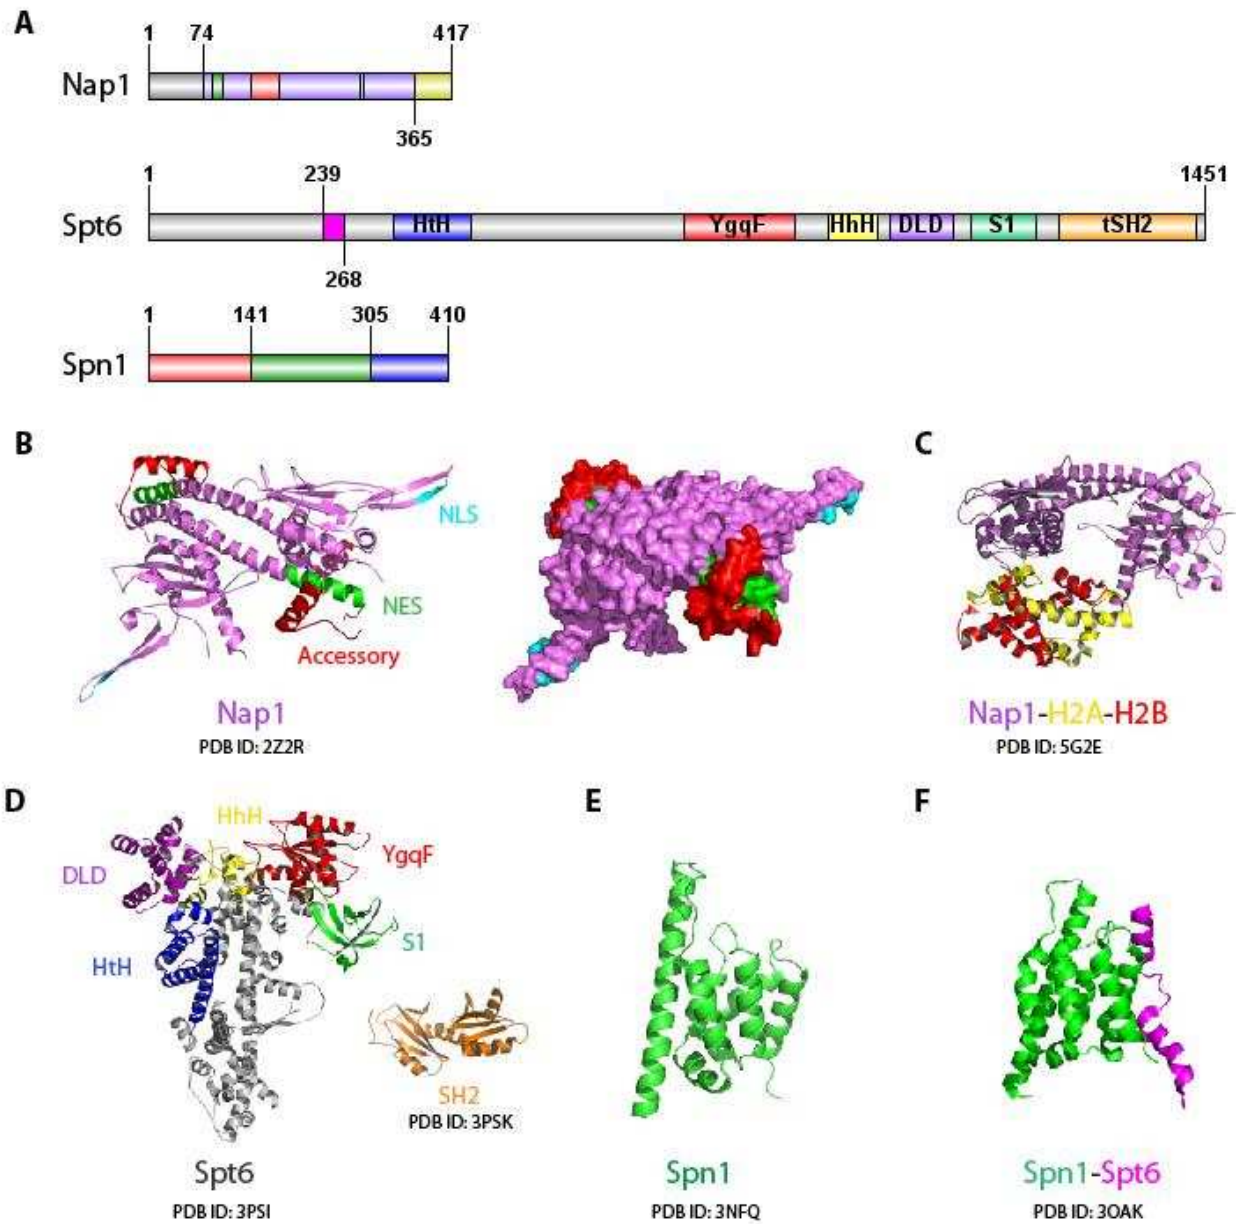 A
1 74 417
Nap1
365
1 239 1451
Spt6 HtH YgqF HhH DLD S1 tSH2
268
1 141 305 410
Spn1
B
C
NLS
NES
Accessory
Nap1
PDB ID: 2Z2R
Nap1-H2A-H2B
PDB ID: 5G2E
D
E
F
HhH
YgqF
DLD
S1
HtH
SH2
PDB ID: 3PSK
Spt6
PDB ID: 3PSI
Spn1
PDB ID: 3NFQ
Spn1-Spt6
PDB ID: 3OAK